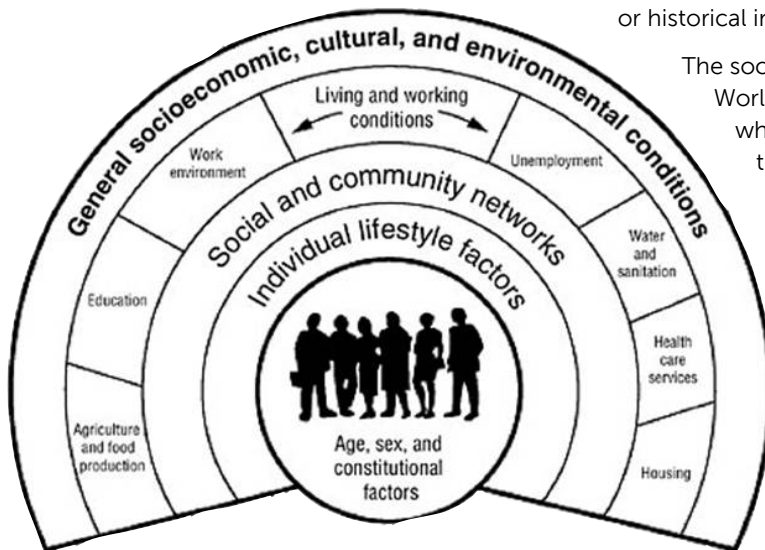 or historical in
The soc
Worl
wh
t
General socioeconomic, cultural, and environmental conditions
Living and working
conditions
Work
environment
Unemployment
Education
Water
and
sanitation
Agriculture
and food
production
Health
care
services
Housing
Social and community networks
Individual lifestyle factors
Age, sex, and
constitutional
factors